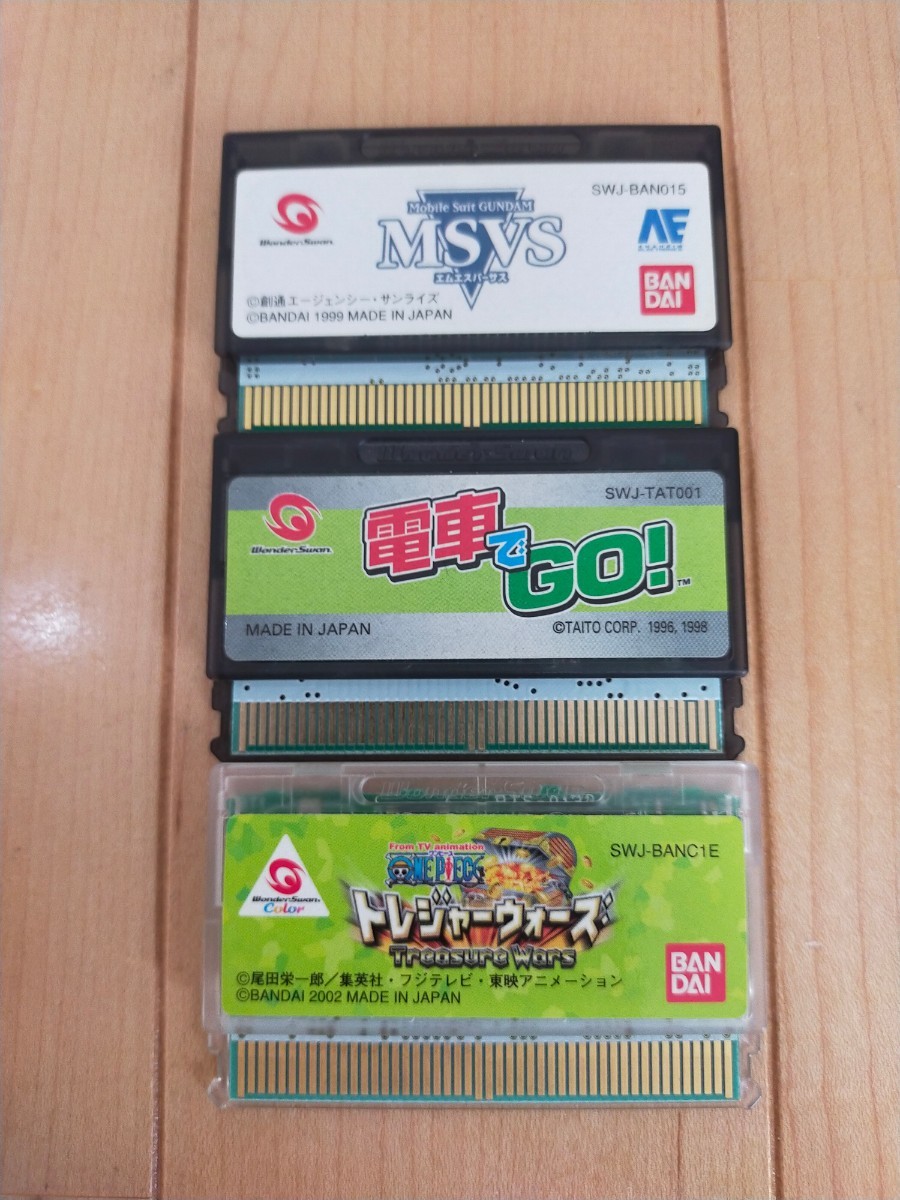 SWJ-BAN015
WonderSwan
Mobile Suit GUNDAM
MSVS
エムエスバーサス
AE
BAN
DAI
©創通エージェンシー・サンライズ
©BANDAI 1999 MADE IN JAPAN
SWJ-TAT001
WonderSwan
電車でGO!™
MADE IN JAPAN
©TAITO CORP. 1996, 1998
From TV animation
ONE PIECE
SWJ-BANC1E
WonderSwan
Color
トレジャーウォーズ
Treasure Wars
BAN
DAI
©尾田栄一郎/集英社・フジテレビ・東映アニメーション
©BANDAI 2002 MADE IN JAPAN